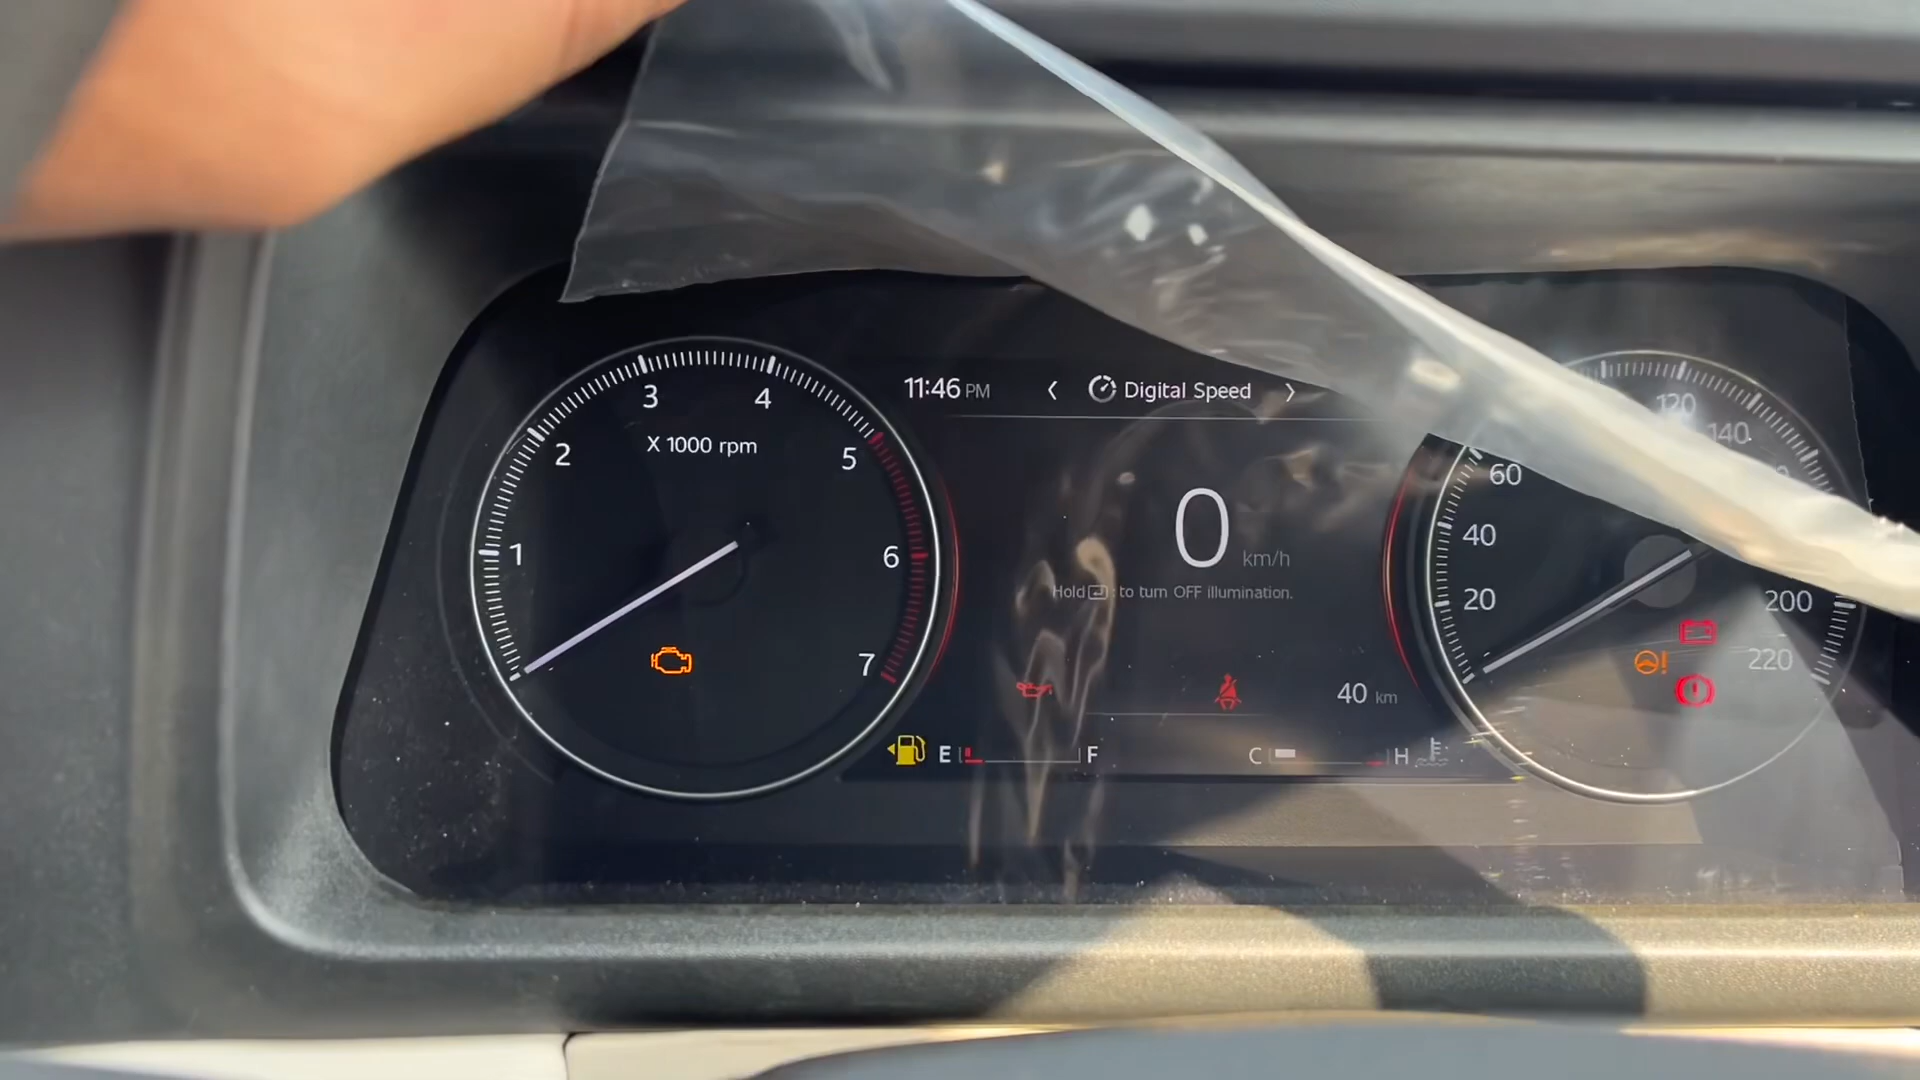 11:46 PM < Digital Speed >
3 4
2 X 1000 rpm 5
1 6
7
0 km/h
Hold : to turn OFF illumination.
120
140
60
40
20
200
220
40 km
E F
C H